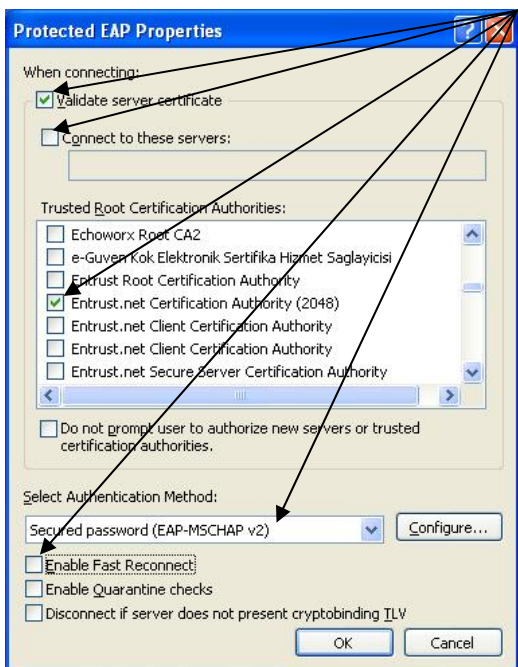 Protected EAP Properties
When connecting:
Validate server certificate
Connect to these servers:
Trusted Root Certification Authorities:
Echoworx Root CA2
e-Guven Kok Elektronik Sertifika Hizmet Saglayicisi
Entrust Root Certification Authority
Entrust.net Certification Authority (2048)
Entrust.net Client Certification Authority
Entrust.net Client Certification Authority
Entrust.net Secure Server Certification Authority
Do not prompt user to authorize new servers or trusted
certification authorities.
Select Authentication Method:
Secured password (EAP-MSCHAP v2)
Configure...
Enable Fast Reconnect
Enable Quarantine checks
Disconnect if server does not present cryptobinding TLV
OK
Cancel